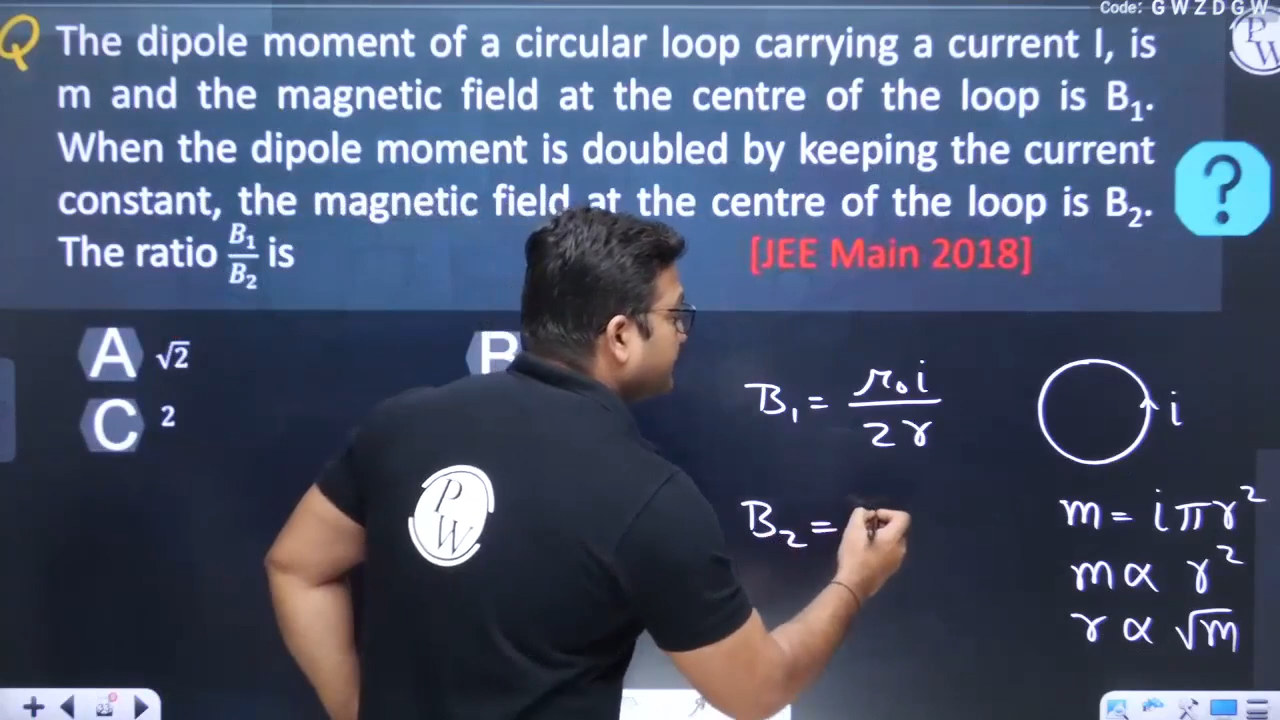 Code: G W Z D G W
Q The dipole moment of a circular loop carrying a current I, is
m and the magnetic field at the centre of the loop is B₁.
When the dipole moment is doubled by keeping the current
constant, the magnetic field at the centre of the loop is B₂.
The ratio B₁/B₂ is [JEE Main 2018]
?
A √2
B
C 2
B₁ = μ₀i/2r
i
B₂ =
m = iπr²
m ∝ r²
r ∝ √m
PW
PW